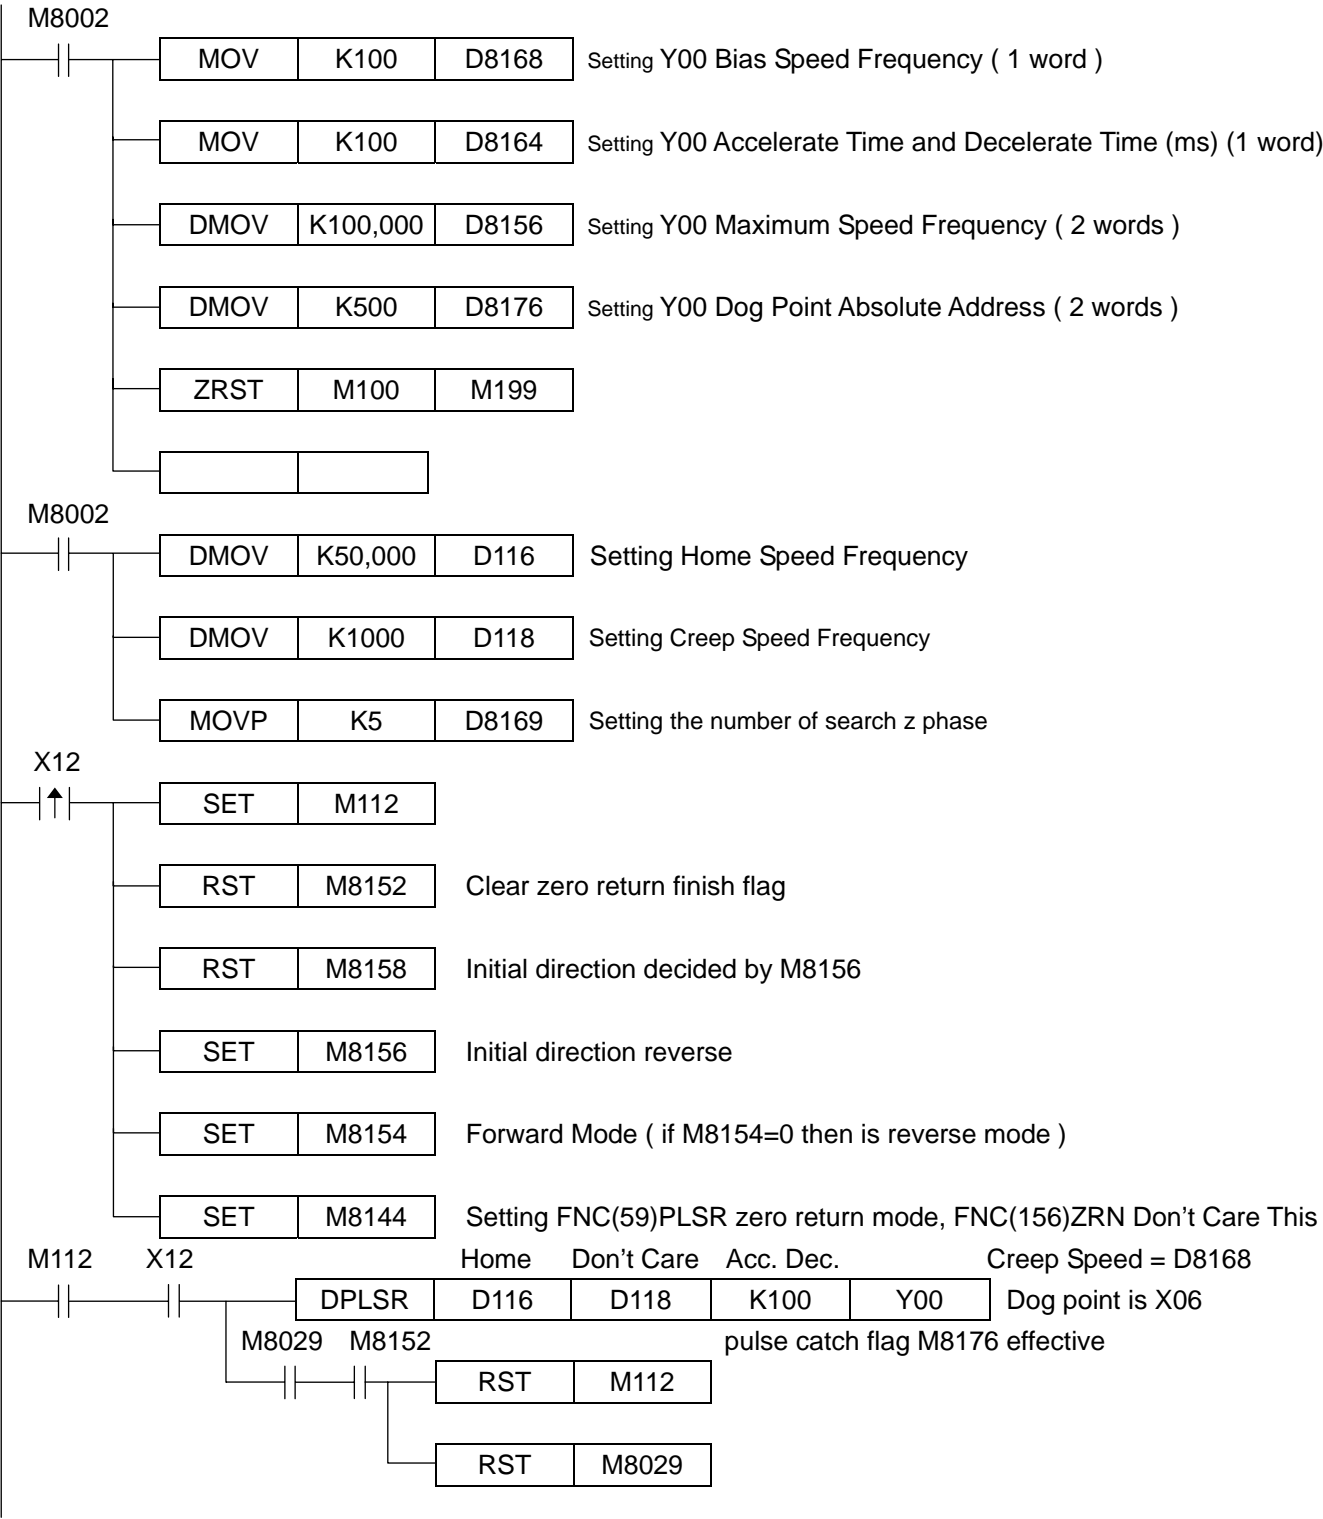 M8002
MOV K100 D8168 Setting Y00 Bias Speed Frequency ( 1 word )
MOV K100 D8164 Setting Y00 Accelerate Time and Decelerate Time (ms) (1 word)
DMOV K100,000 D8156 Setting Y00 Maximum Speed Frequency ( 2 words )
DMOV K500 D8176 Setting Y00 Dog Point Absolute Address ( 2 words )
ZRST M100 M199
M8002
DMOV K50,000 D116 Setting Home Speed Frequency
DMOV K1000 D118 Setting Creep Speed Frequency
MOVP K5 D8169 Setting the number of search z phase
X12
SET M112
RST M8152 Clear zero return finish flag
RST M8158 Initial direction decided by M8156
SET M8156 Initial direction reverse
SET M8154 Forward Mode ( if M8154=0 then is reverse mode )
SET M8144 Setting FNC(59)PLSR zero return mode, FNC(156)ZRN Don't Care This
M112 X12 Home Don't Care Acc. Dec. Creep Speed = D8168
DPLSR D116 D118 K100 Y00 Dog point is X06
M8029 M8152 pulse catch flag M8176 effective
RST M112
RST M8029